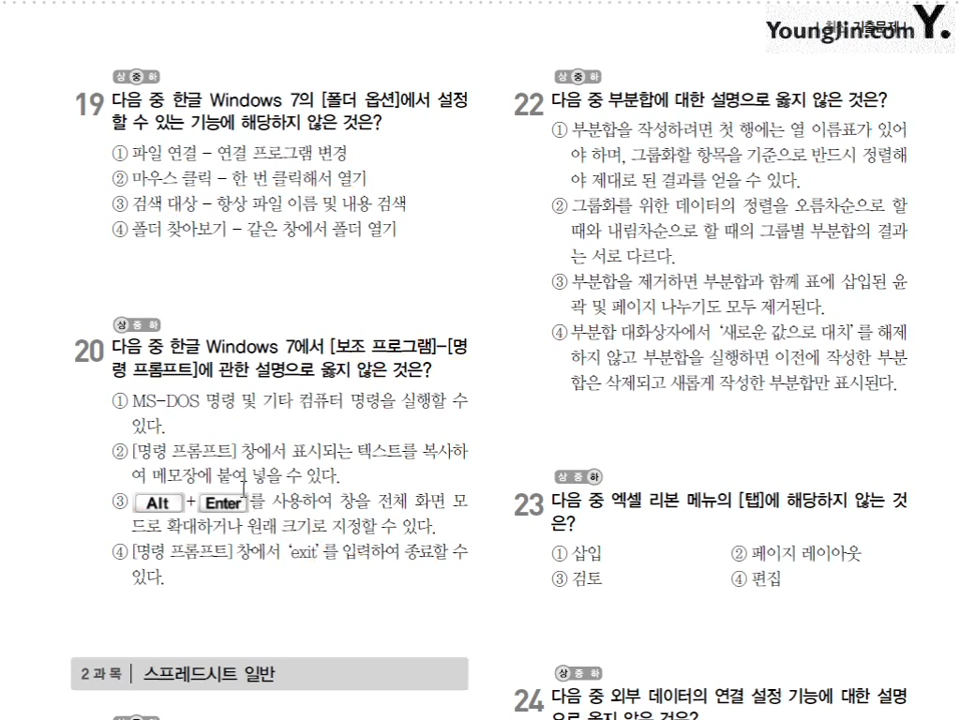 YoungJin.com Y.
기출문제
상 중 하
19 다음 중 한글 Windows 7의 [폴더 옵션]에서 설정
할 수 있는 기능에 해당하지 않은 것은?
① 파일 연결 - 연결 프로그램 변경
② 마우스 클릭 - 한 번 클릭해서 열기
③ 검색 대상 - 항상 파일 이름 및 내용 검색
④ 폴더 찾아보기 - 같은 창에서 폴더 열기
상 중 하
20 다음 중 한글 Windows 7에서 [보조 프로그램]-[명
령 프롬프트]에 관한 설명으로 옳지 않은 것은?
① MS-DOS 명령 및 기타 컴퓨터 명령을 실행할 수
있다.
② [명령 프롬프트] 창에서 표시되는 텍스트를 복사하
여 메모장에 붙여 넣을 수 있다.
③ Alt + Enter 를 사용하여 창을 전체 화면 모
드로 확대하거나 원래 크기로 지정할 수 있다.
④ [명령 프롬프트] 창에서 ‘exit’를 입력하여 종료할 수
있다.
2과목 | 스프레드시트 일반
상 중 하
22 다음 중 부분합에 대한 설명으로 옳지 않은 것은?
① 부분합을 작성하려면 첫 행에는 열 이름표가 있어
야 하며, 그룹화할 항목을 기준으로 반드시 정렬해
야 제대로 된 결과를 얻을 수 있다.
② 그룹화를 위한 데이터의 정렬을 오름차순으로 할
때와 내림차순으로 할 때의 그룹별 부분합의 결과
는 서로 다르다.
③ 부분합을 제거하면 부분합과 함께 표에 삽입된 윤
곽 및 페이지 나누기도 모두 제거된다.
④ 부분합 대화상자에서 ‘새로운 값으로 대치’를 해제
하지 않고 부분합을 실행하면 이전에 작성한 부분
합은 삭제되고 새롭게 작성한 부분합만 표시된다.
상 중 하
23 다음 중 엑셀 리본 메뉴의 [탭]에 해당하지 않는 것
은?
① 삽입 ② 페이지 레이아웃
③ 검토 ④ 편집
상 중 하
24 다음 중 외부 데이터의 연결 설정 기능에 대한 설명
으로 옳지 않은 것은?